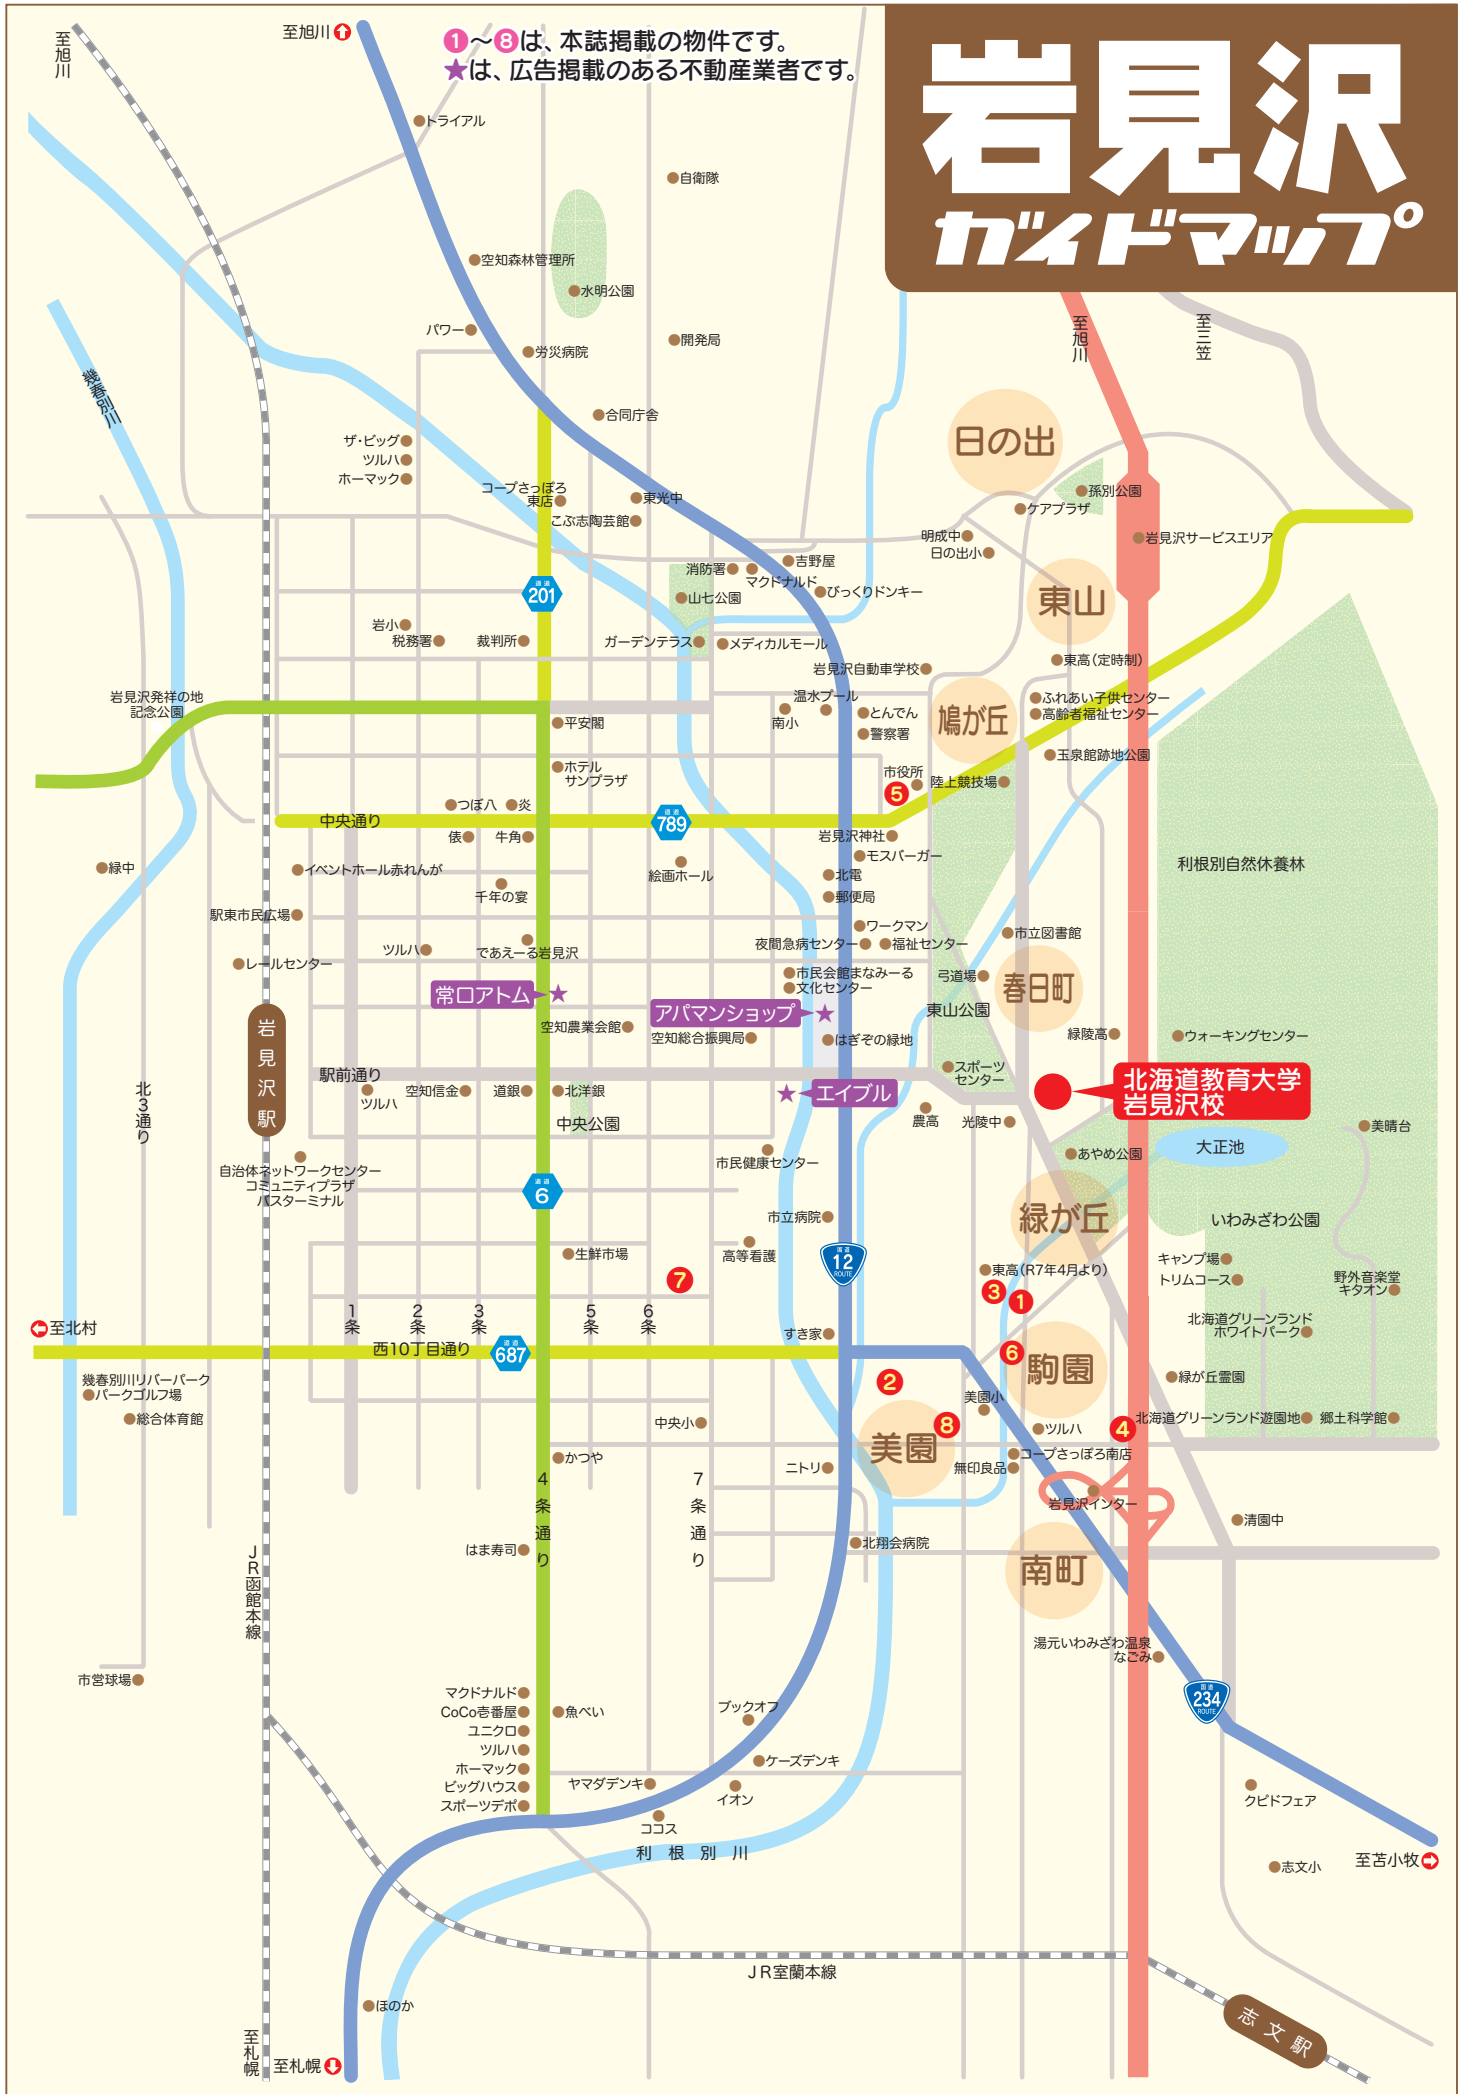 岩見沢
ガイドマップ
①～⑧は、本誌掲載の物件です。
★は、広告掲載のある不動産業者です。
至旭川
至旭川
至旭川
至三笠
トライアル
自衛隊
空知森林管理所
水明公園
パワー
労災病院
開発局
幾春別川
合同庁舎
日の出
ザ・ビッグ
ツルハ
ホーマック
コープさっぽろ
東店
東光中
こぶ志陶芸館
孫別公園
ケアプラザ
明成中
日の出小
岩見沢サービスエリア
吉野屋
消防署
マクドナルド
びっくりドンキー
山七公園
道道
201
東山
岩小
税務署
裁判所
ガーデンテラス
メディカルモール
岩見沢自動車学校
東高(定時制)
岩見沢発祥の地
記念公園
温水プール
南小
とんでん
警察署
鳩が丘
ふれあい子供センター
高齢者福祉センター
平安閣
玉泉館跡地公園
ホテル
サンプラザ
市役所
陸上競技場
5
つぼ八
炎
中央通り
道道
789
俵
牛角
岩見沢神社
モスバーガー
利根別自然休養林
緑中
イベントホール赤れんが
絵画ホール
北電
千年の宴
郵便局
駅東市民広場
ワークマン
市立図書館
ツルハ
であえーる岩見沢
夜間急病センター
福祉センター
レールセンター
市民会館まなみーる
文化センター
弓道場
春日町
常口アトム
アパマンショップ
東山公園
空知農業会館
空知総合振興局
はぎぞの緑地
緑陵高
ウォーキングセンター
岩見沢駅
駅前通り
スポーツ
センター
北海道教育大学
岩見沢校
ツルハ
空知信金
道銀
北洋銀
エイブル
北3通り
中央公園
農高
光陵中
美晴台
市民健康センター
あやめ公園
大正池
自治体ネットワークセンター
コミュニティプラザ
バスターミナル
道道
6
市立病院
緑が丘
いわみざわ公園
生鮮市場
高等看護
国道
12
ROUTE
キャンプ場
トリムコース
東高(R7年4月より)
野外音楽堂
キタオン
7
3
1
北海道グリーンランド
ホワイトパーク
1条
2条
3条
5条
6条
至北村
すき家
西10丁目通り
道道
687
6
駒園
幾春別川リバーパーク
パークゴルフ場
2
緑が丘霊園
美園小
総合体育館
中央小
8
ツルハ
4
北海道グリーンランド遊園地
郷土科学館
美園
コープさっぽろ南店
かつや
ニトリ
無印良品
4条通り
7条通り
岩見沢インター
清園中
はま寿司
北翔会病院
JR函館本線
南町
湯元いわみざわ温泉
なごみ
市営球場
マクドナルド
CoCo壱番屋
ユニクロ
ツルハ
ホーマック
ビッグハウス
スポーツデポ
魚べい
ブックオフ
国道
234
ROUTE
ケーズデンキ
ヤマダデンキ
イオン
クピドフェア
ココス
利根別川
至苫小牧
志文小
JR室蘭本線
ほのか
志文駅
至札幌
至札幌